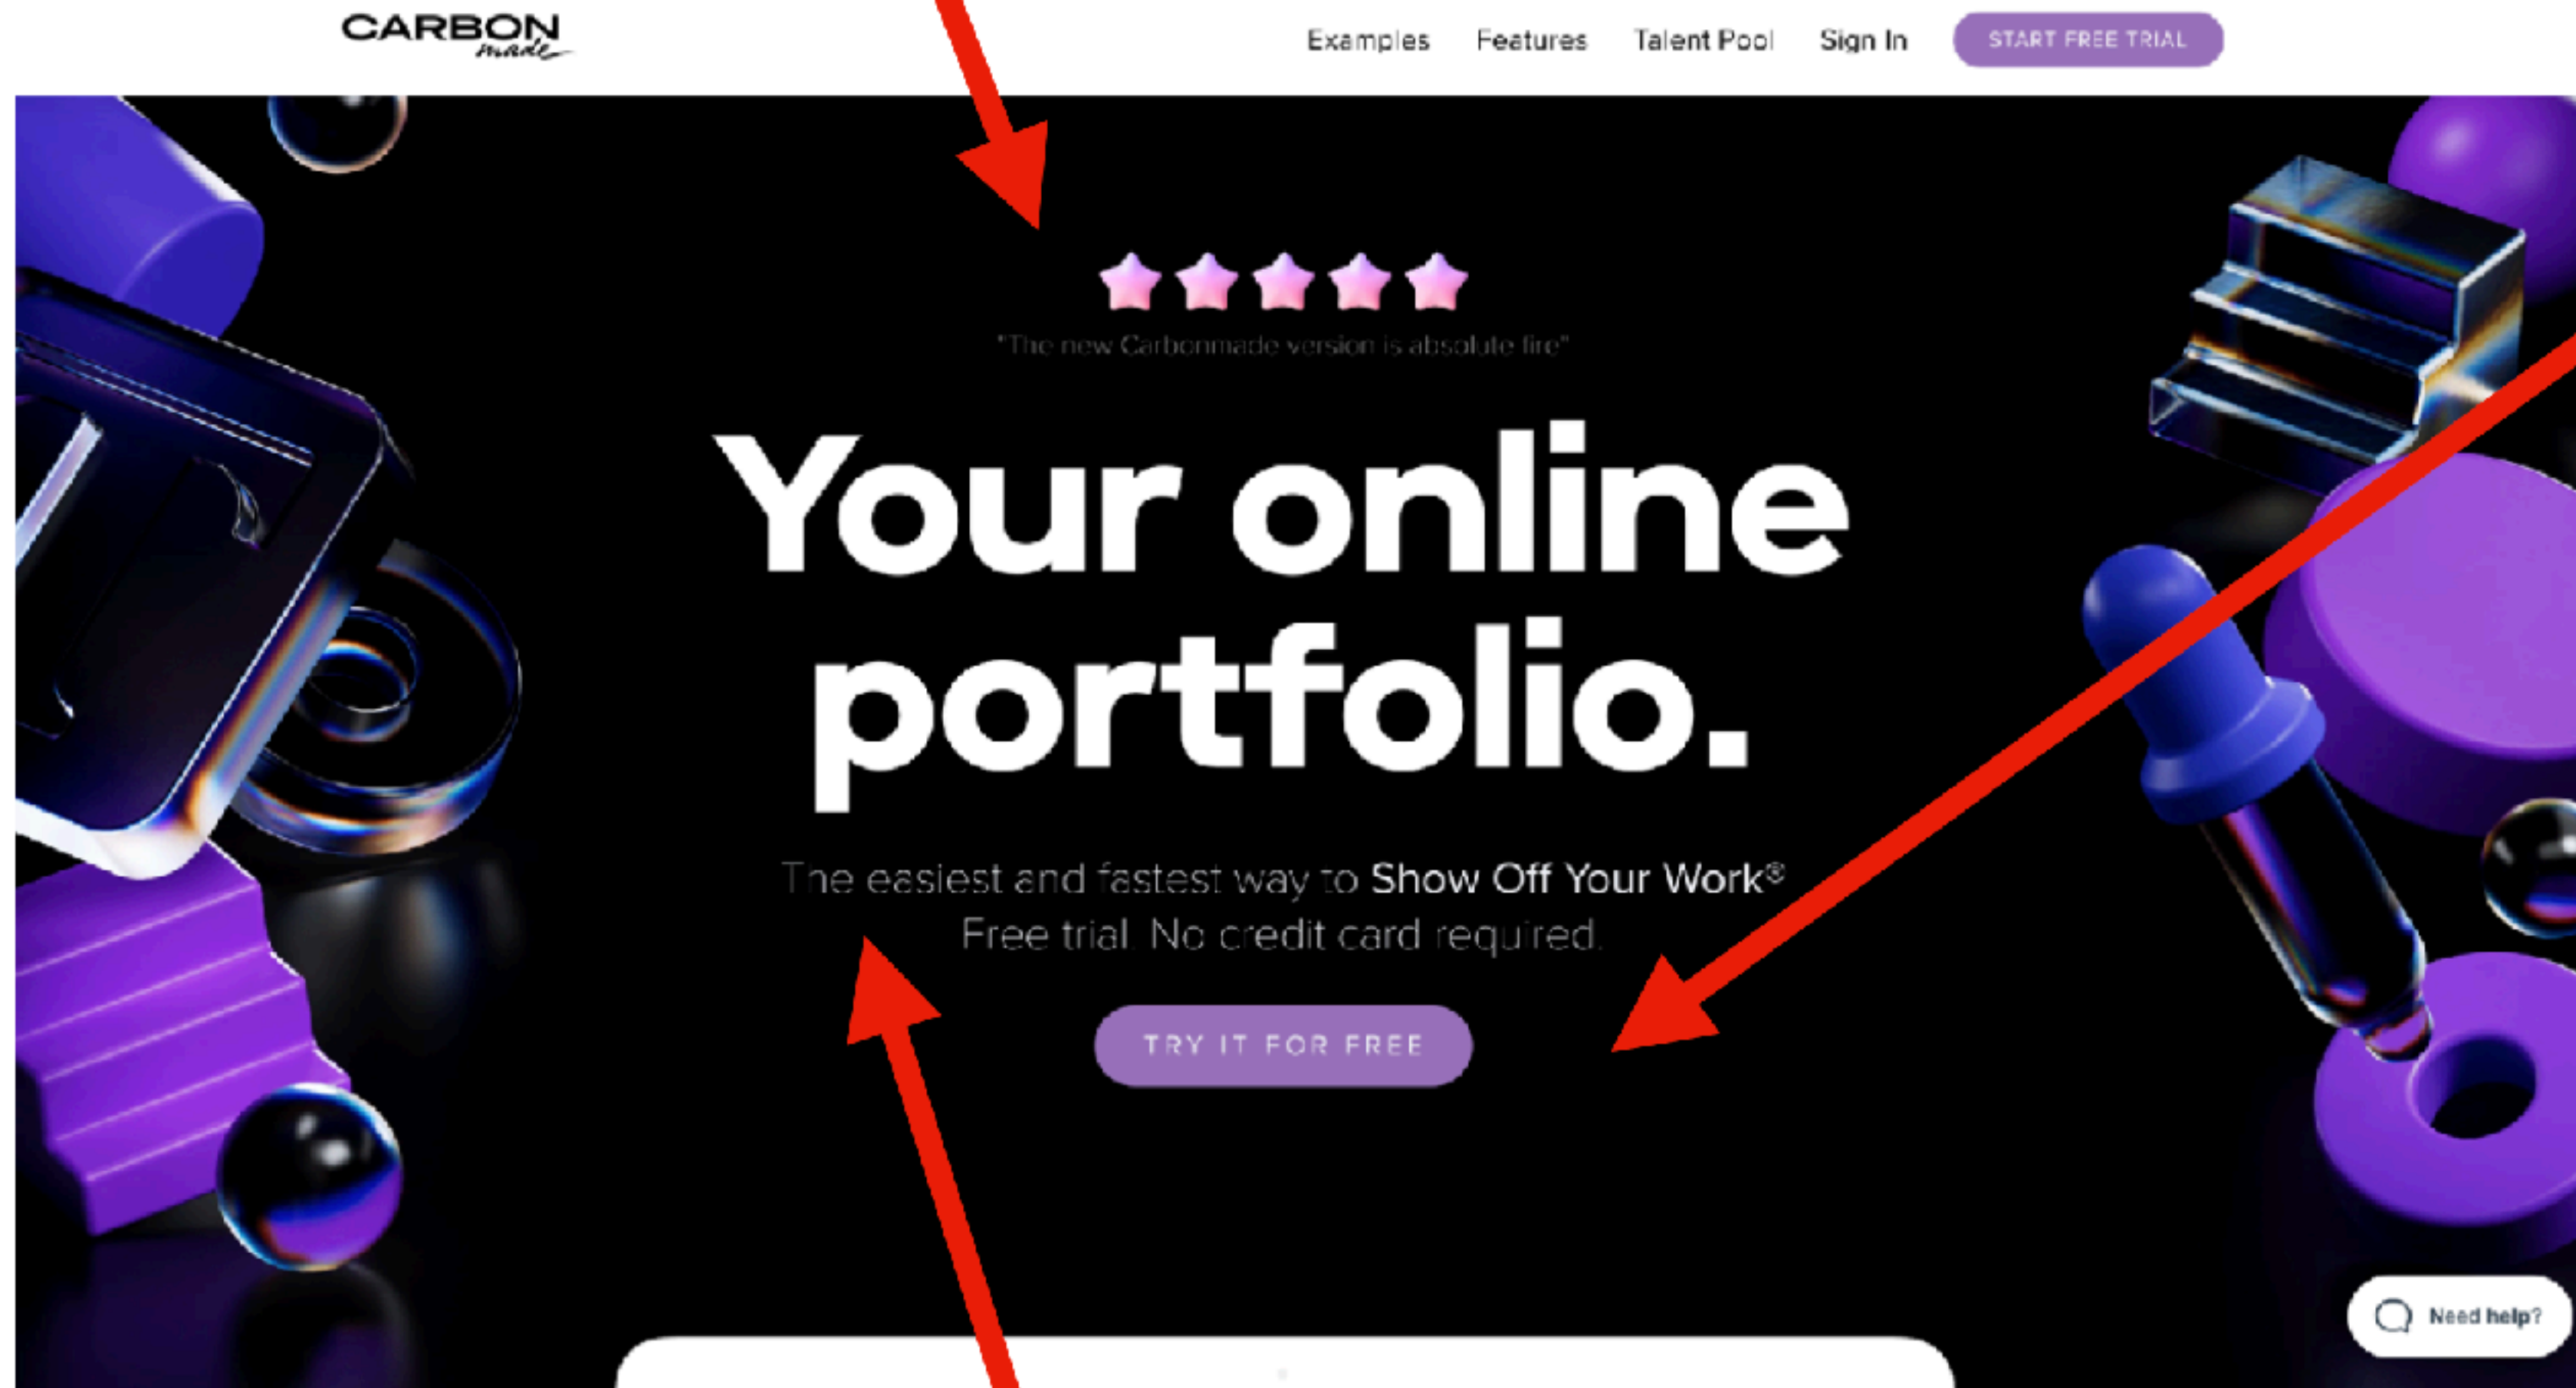 CARBON
made
Examples Features Talent Pool Sign In START FREE TRIAL
"The new Carbonmade version is absolute fire"
Your online
portfolio.
The easiest and fastest way to Show Off Your Work®
Free trial. No credit card required.
TRY IT FOR FREE
Need help?